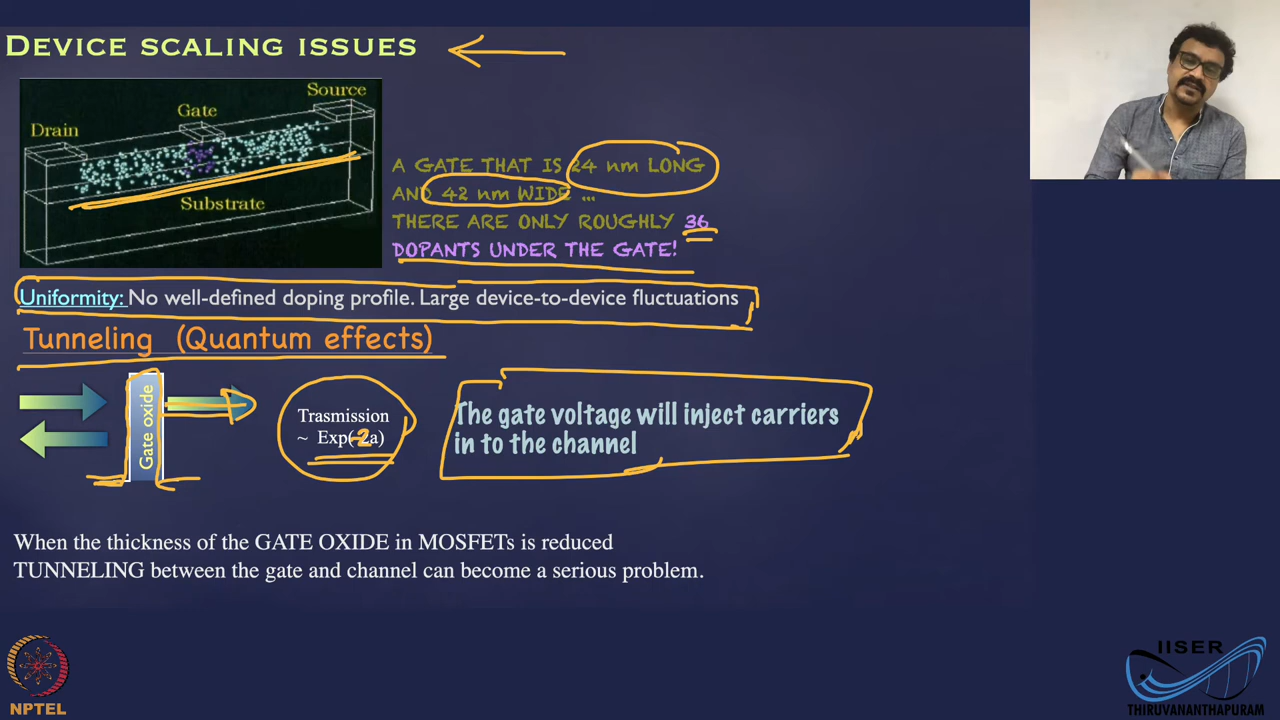 DEVICE SCALING ISSUES
Source
Gate
Drain
Substrate
A GATE THAT IS 24 nm LONG
AND 42 nm WIDE ...
THERE ARE ONLY ROUGHLY 36
DOPANTS UNDER THE GATE!
Uniformity: No well-defined doping profile. Large device-to-device fluctuations
Tunneling (Quantum effects)
Gate oxide
Trasmission
~ Exp(-2a)
The gate voltage will inject carriers
in to the channel
When the thickness of the GATE OXIDE in MOSFETs is reduced
TUNNELING between the gate and channel can become a serious problem.
NPTEL
IISER
THIRUVANANTHAPURAM